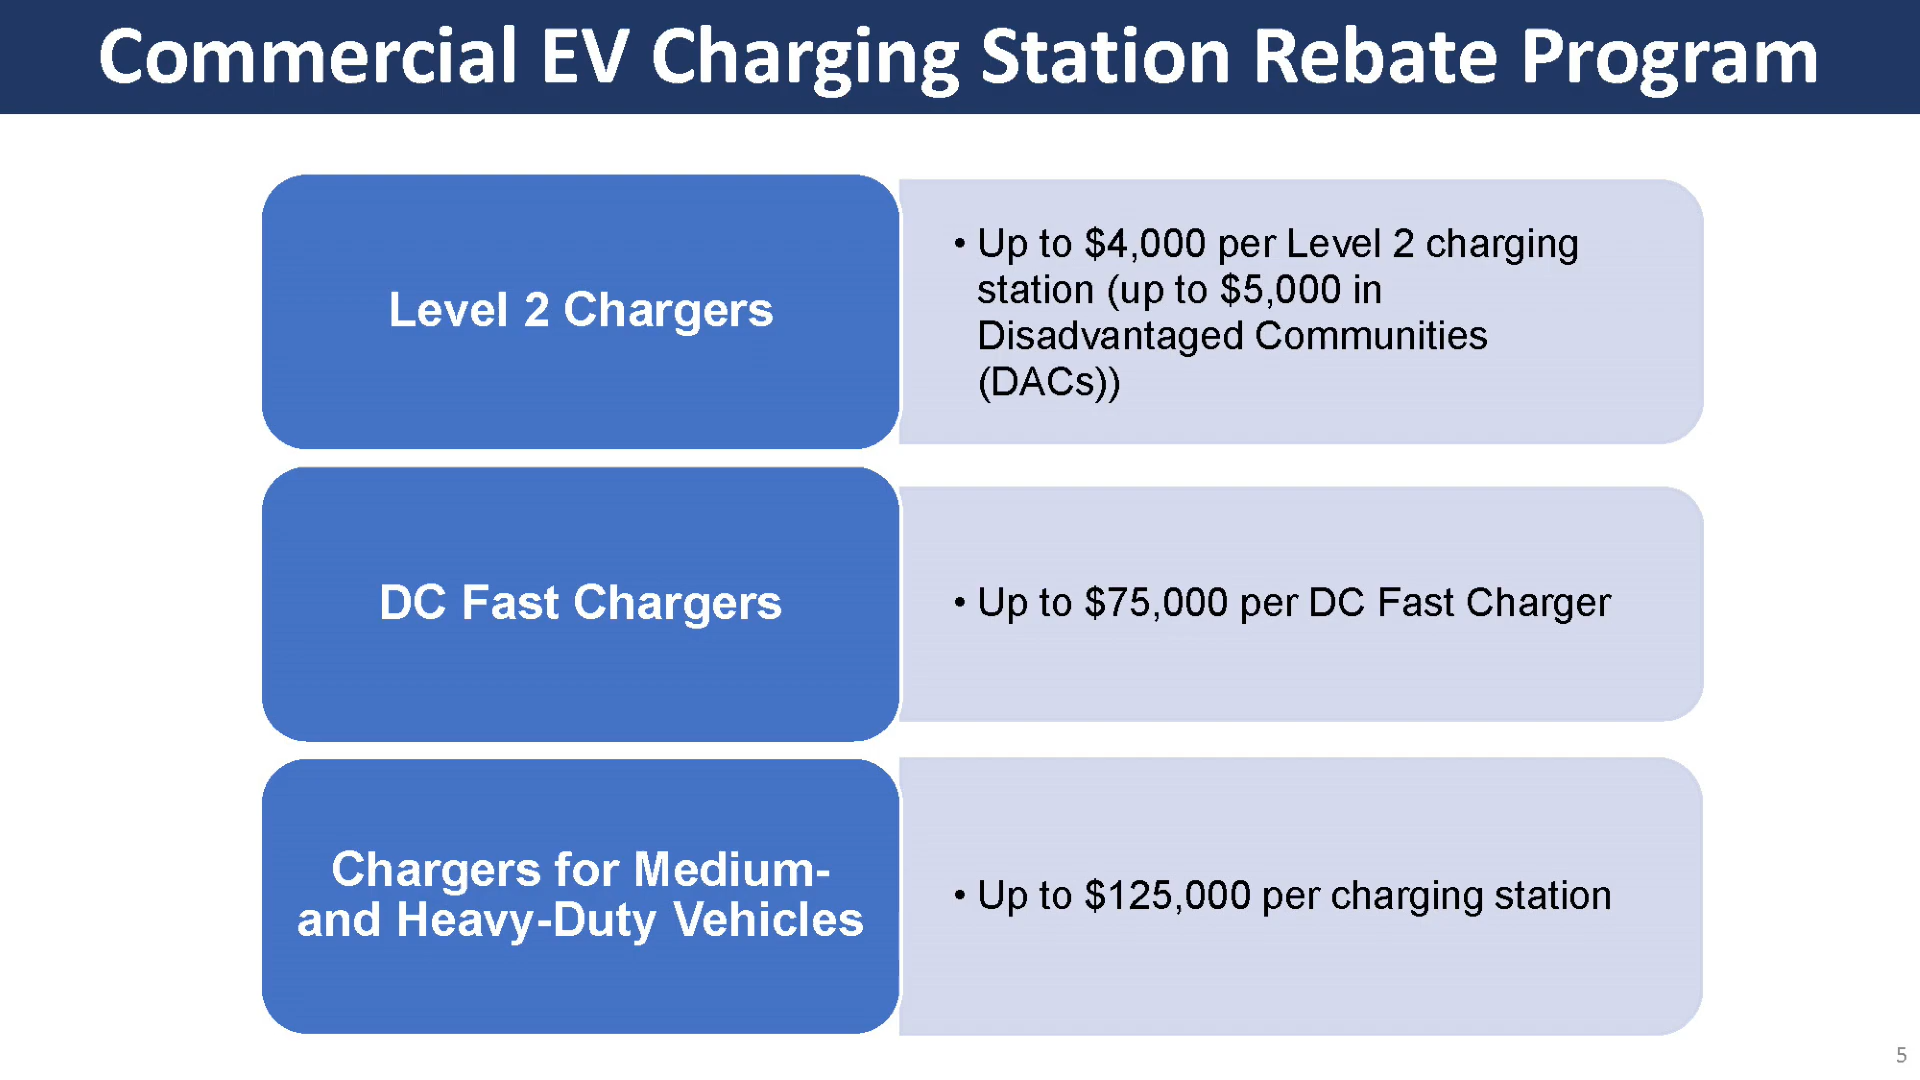 Commercial EV Charging Station Rebate Program
Level 2 Chargers
• Up to $4,000 per Level 2 charging
station (up to $5,000 in
Disadvantaged Communities
(DACs))
DC Fast Chargers
• Up to $75,000 per DC Fast Charger
Chargers for Medium-
and Heavy-Duty Vehicles
• Up to $125,000 per charging station
5